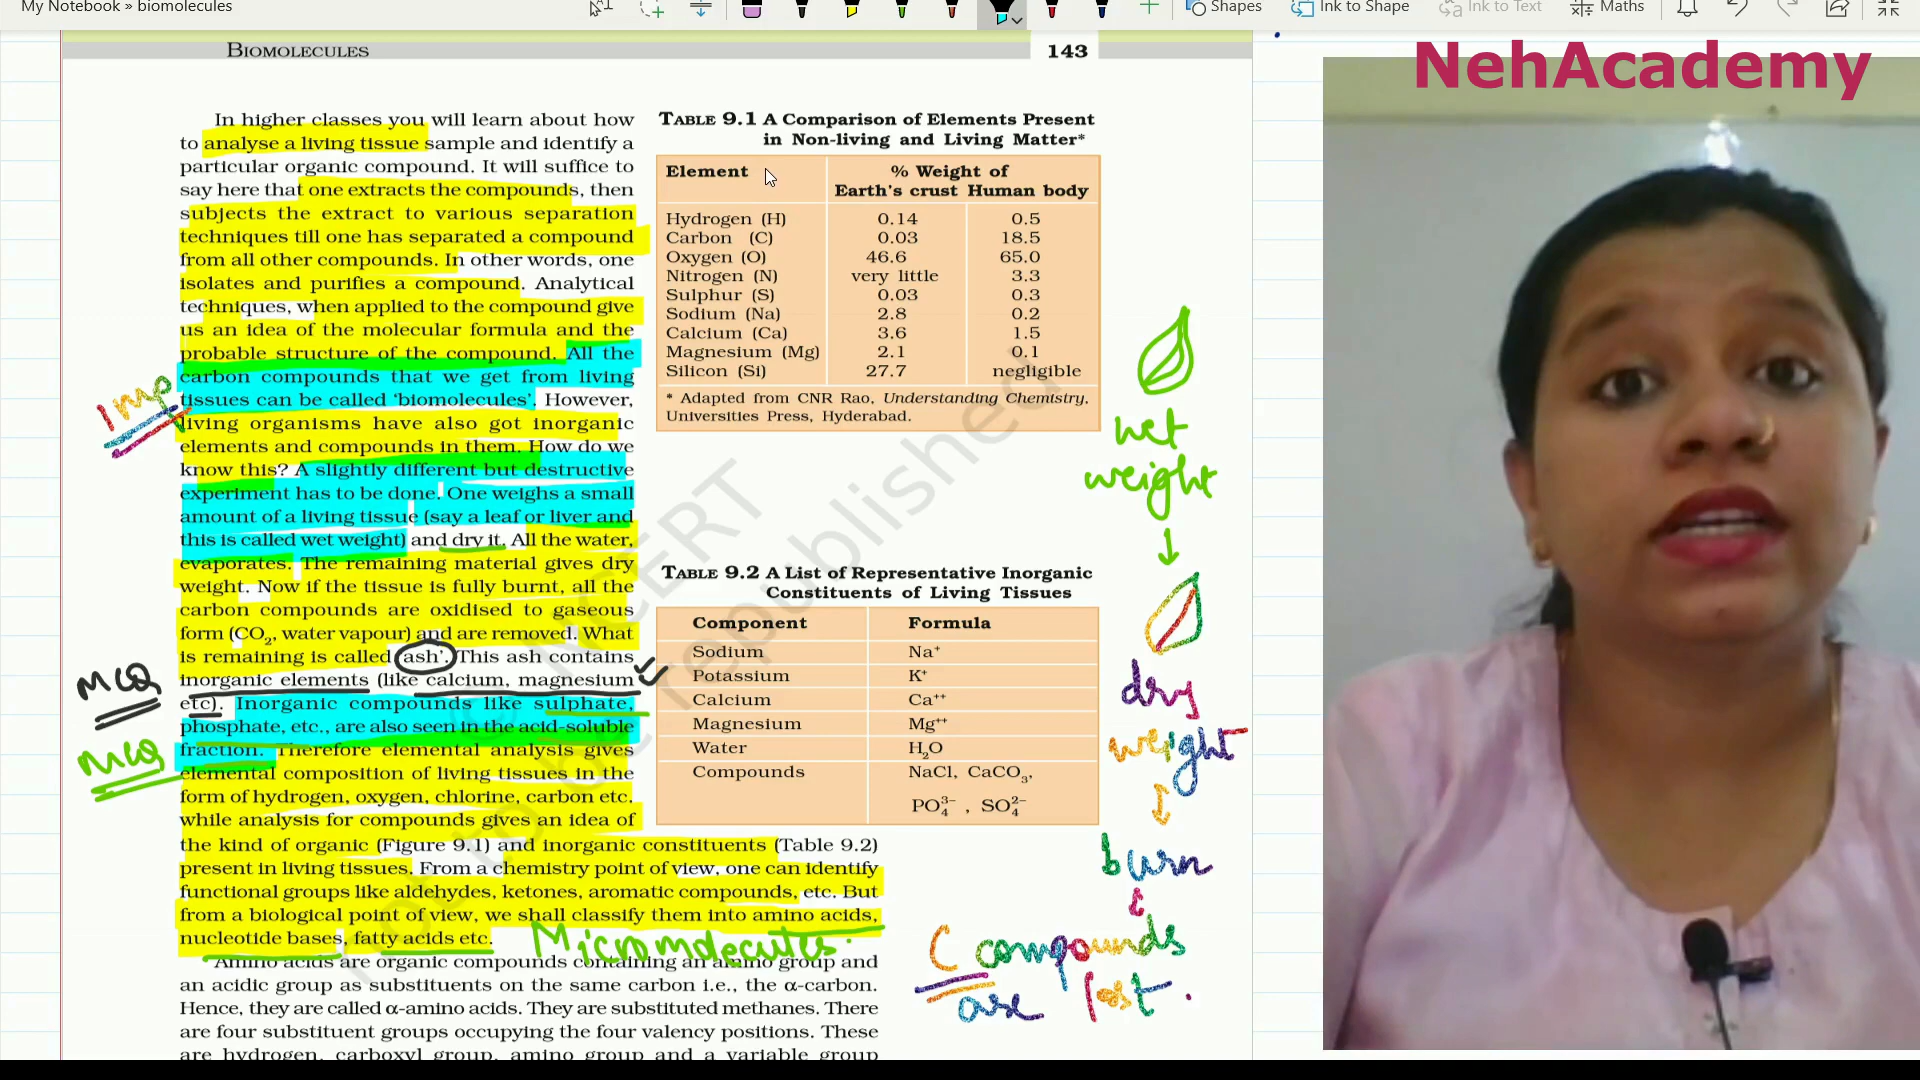 My Notebook » biomolecules
Shapes
Ink to Shape
Ink to Text
Maths
NehAcademy
BIOMOLECULES
143
In higher classes you will learn about how
to analyse a living tissue sample and identify a
particular organic compound. It will suffice to
say here that one extracts the compounds, then
subjects the extract to various separation
techniques till one has separated a compound
from all other compounds. In other words, one
isolates and purifies a compound. Analytical
techniques, when applied to the compound give
us an idea of the molecular formula and the
probable structure of the compound. All the
carbon compounds that we get from living
tissues can be called ‘biomolecules’. However,
living organisms have also got inorganic
elements and compounds in them. How do we
know this? A slightly different but destructive
experiment has to be done. One weighs a small
amount of a living tissue (say a leaf or liver and
this is called wet weight) and dry it. All the water,
evaporates. The remaining material gives dry
weight. Now if the tissue is fully burnt, all the
carbon compounds are oxidised to gaseous
form (CO₂, water vapour) and are removed. What
is remaining is called ‘ash’. This ash contains
inorganic elements (like calcium, magnesium
etc). Inorganic compounds like sulphate,
phosphate, etc., are also seen in the acid-soluble
fraction. Therefore elemental analysis gives
elemental composition of living tissues in the
form of hydrogen, oxygen, chlorine, carbon etc.
while analysis for compounds gives an idea of
the kind of organic (Figure 9.1) and inorganic constituents (Table 9.2)
present in living tissues. From a chemistry point of view, one can identify
functional groups like aldehydes, ketones, aromatic compounds, etc. But
from a biological point of view, we shall classify them into amino acids,
nucleotide bases, fatty acids etc.
Micromolecules.
Amino acids are organic compounds containing an amino group and
an acidic group as substituents on the same carbon i.e., the α-carbon.
Hence, they are called α-amino acids. They are substituted methanes. There
are four substituent groups occupying the four valency positions. These
are hydrogen, carboxyl group, amino group and a variable group
Imp
MCQ
MCQ
TABLE 9.1 A Comparison of Elements Present
in Non-living and Living Matter*
Element % Weight of
Earth's crust Human body
Hydrogen (H) 0.14 0.5
Carbon (C) 0.03 18.5
Oxygen (O) 46.6 65.0
Nitrogen (N) very little 3.3
Sulphur (S) 0.03 0.3
Sodium (Na) 2.8 0.2
Calcium (Ca) 3.6 1.5
Magnesium (Mg) 2.1 0.1
Silicon (Si) 27.7 negligible
* Adapted from CNR Rao, Understanding Chemistry,
Universities Press, Hyderabad.
TABLE 9.2 A List of Representative Inorganic
Constituents of Living Tissues
Component Formula
Sodium Na⁺
Potassium K⁺
Calcium Ca⁺⁺
Magnesium Mg⁺⁺
Water H₂O
Compounds NaCl, CaCO₃,
PO₄³⁻ , SO₄²⁻
© NCERT
not to be republished
wet
weight
↓
dry
weight
burn
C compounds
are lost.